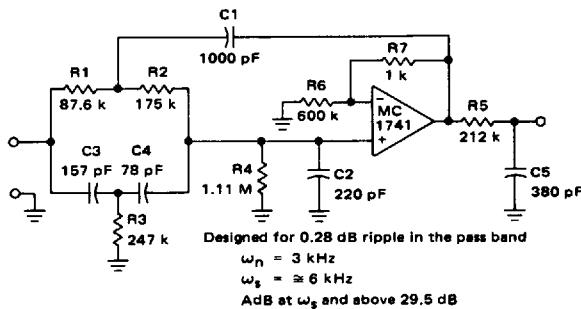 C1
1000 pF
R1
87.6 k
R2
175 k
R7
1 k
R6
600 k
MC
1741
−
+
R5
212 k
C3
157 pF
C4
78 pF
R4
1.11 M
C2
220 pF
C5
380 pF
R3
247 k
Designed for 0.28 dB ripple in the pass band
ωn = 3 kHz
ωs = ≅ 6 kHz
AdB at ωs and above 29.5 dB